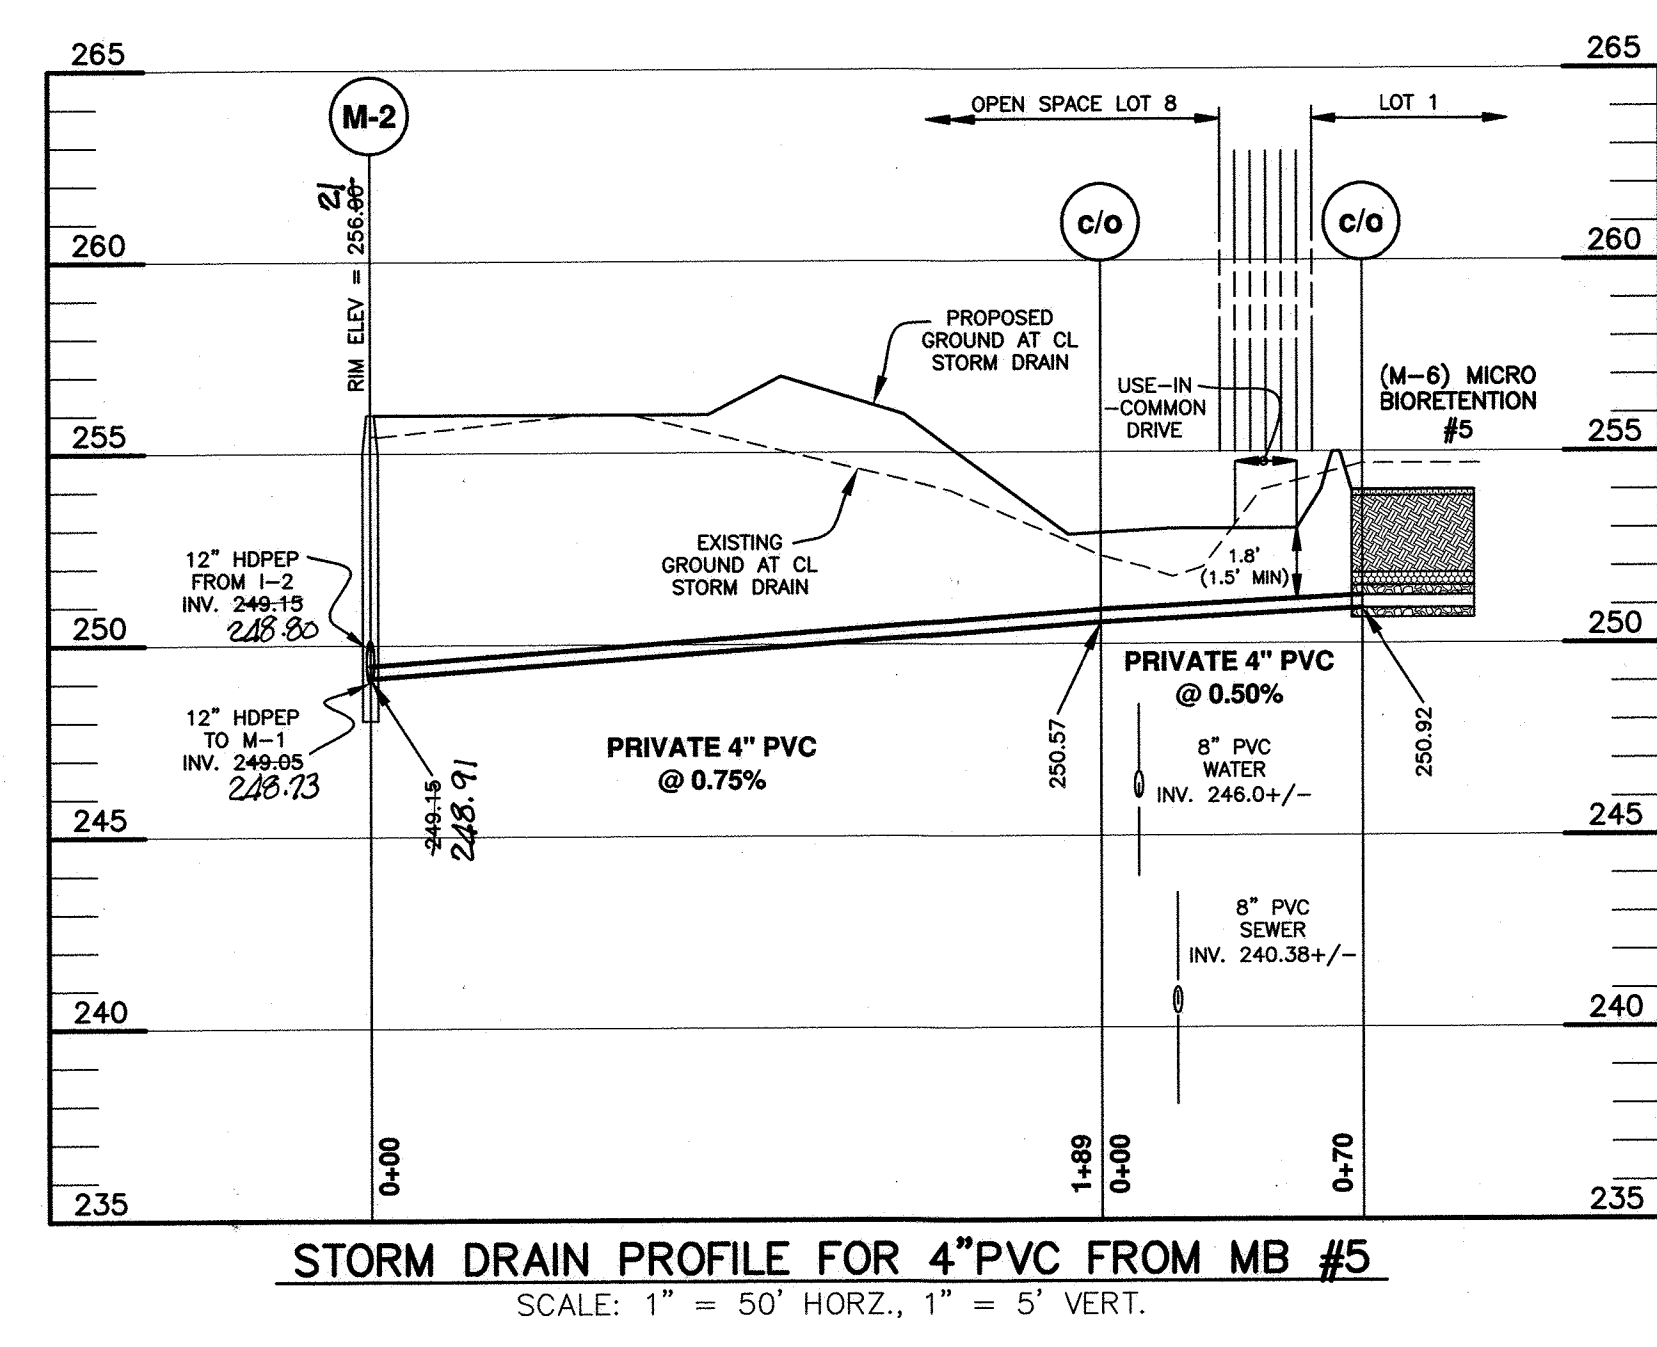 265
265
M-2
OPEN SPACE LOT 8
LOT 1
RIM ELEV = 256.00
21
c/o
c/o
260
260
PROPOSED
GROUND AT CL
STORM DRAIN
USE-IN
-COMMON
DRIVE
(M-6) MICRO
BIORETENTION
#5
255
255
EXISTING
GROUND AT CL
STORM DRAIN
1.8'
(1.5' MIN)
12" HDPEP
FROM I-2
INV. 249.15
248.80
250
250
PRIVATE 4" PVC
@ 0.50%
12" HDPEP
TO M-1
INV. 249.05
248.73
249.15
248.91
PRIVATE 4" PVC
@ 0.75%
250.57
8" PVC
WATER
INV. 246.0+/-
250.92
245
245
8" PVC
SEWER
INV. 240.38+/-
240
240
0+00
1+89
0+00
0+70
235
235
STORM DRAIN PROFILE FOR 4"PVC FROM MB #5
SCALE: 1" = 50' HORZ., 1" = 5' VERT.